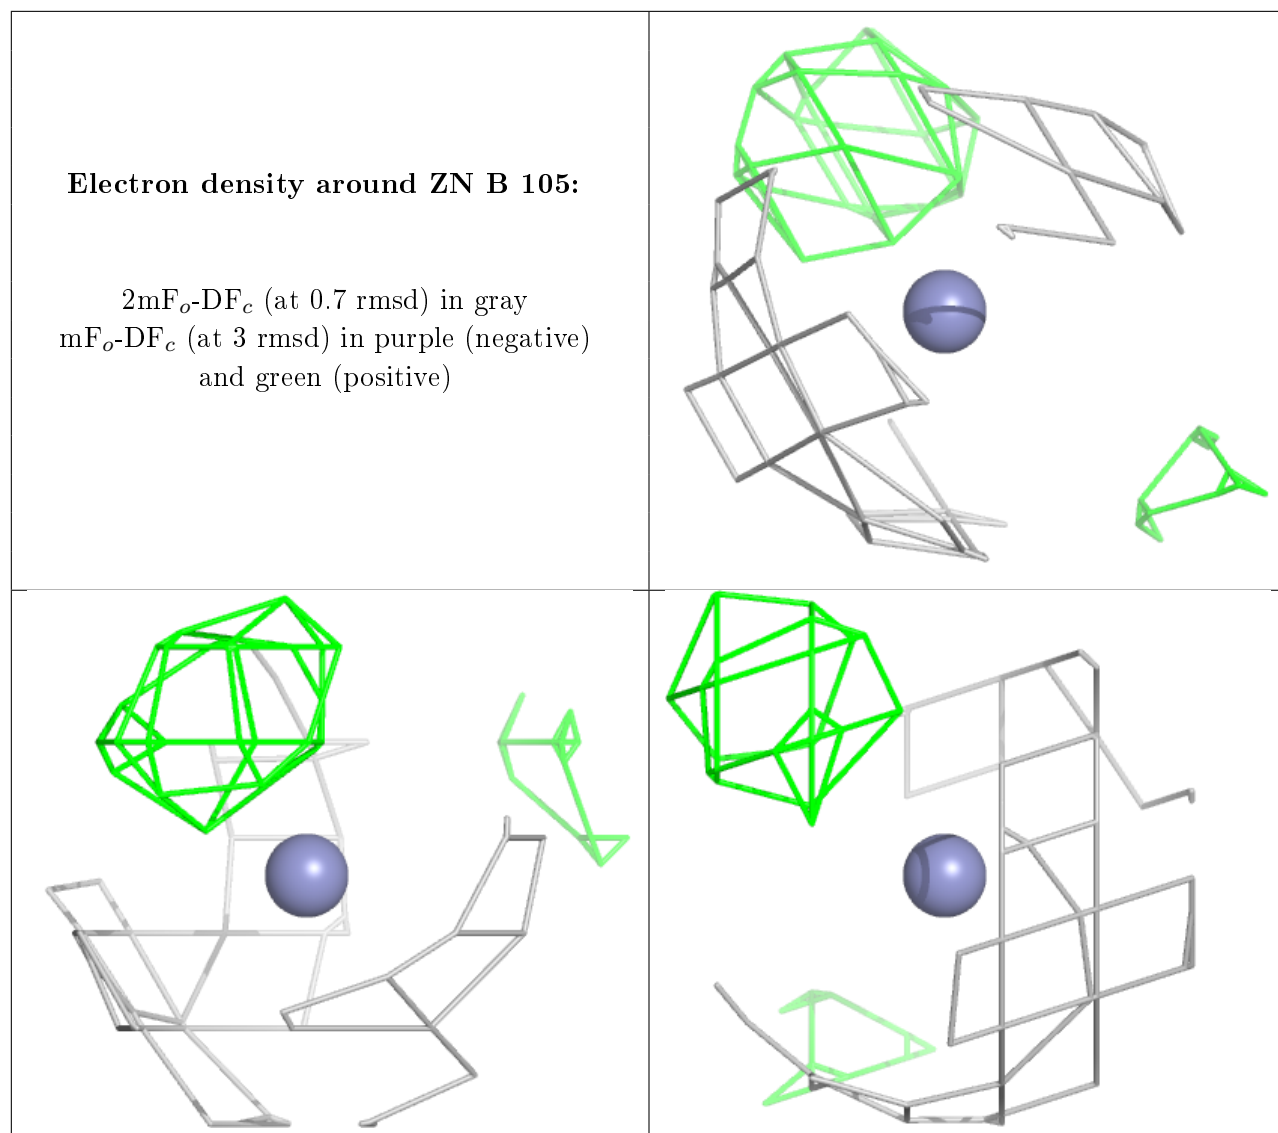 Electron density around ZN B 105:
2mFₒ-DF𝒸 (at 0.7 rmsd) in gray
mFₒ-DF𝒸 (at 3 rmsd) in purple (negative)
and green (positive)